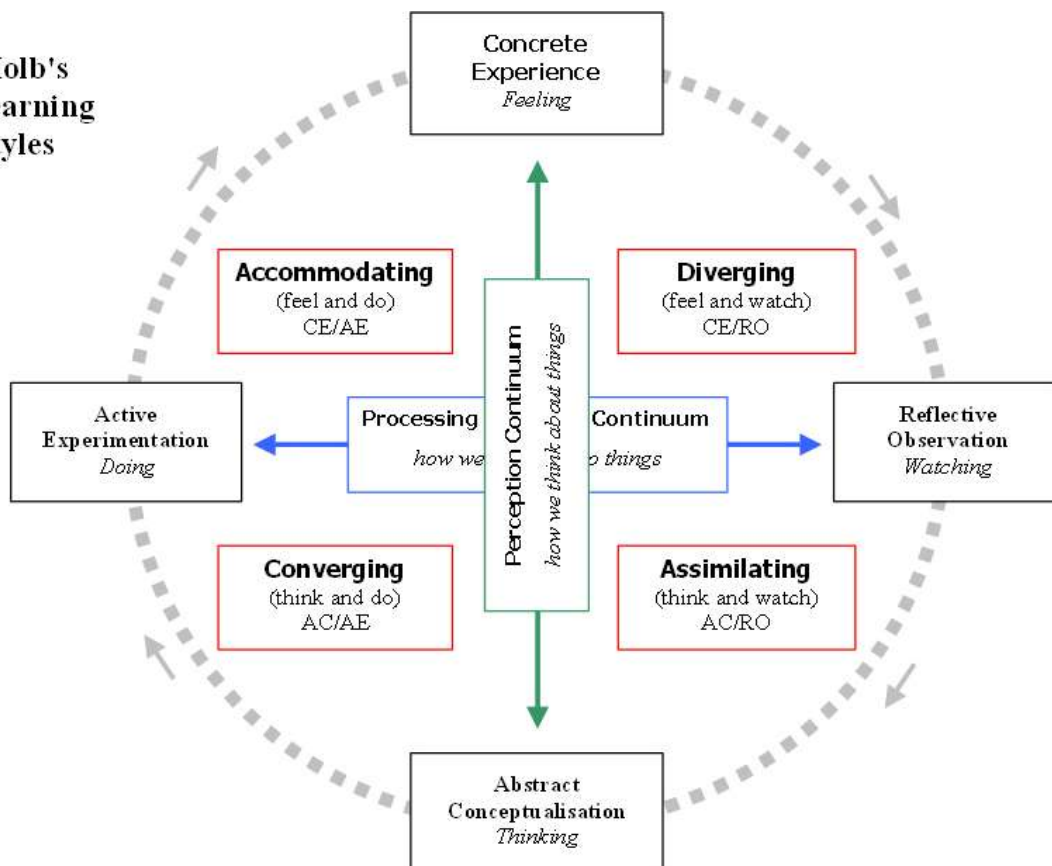 olb's
arning
yles
Concrete
Experience
Feeling
Accommodating
(feel and do)
CE/AE
Diverging
(feel and watch)
CE/RO
Active
Experimentation
Doing
Processing Continuum
how we o things
Perception Continuum
how we think about things
Reflective
Observation
Watching
Converging
(think and do)
AC/AE
Assimilating
(think and watch)
AC/RO
Abstract
Conceptualisation
Thinking